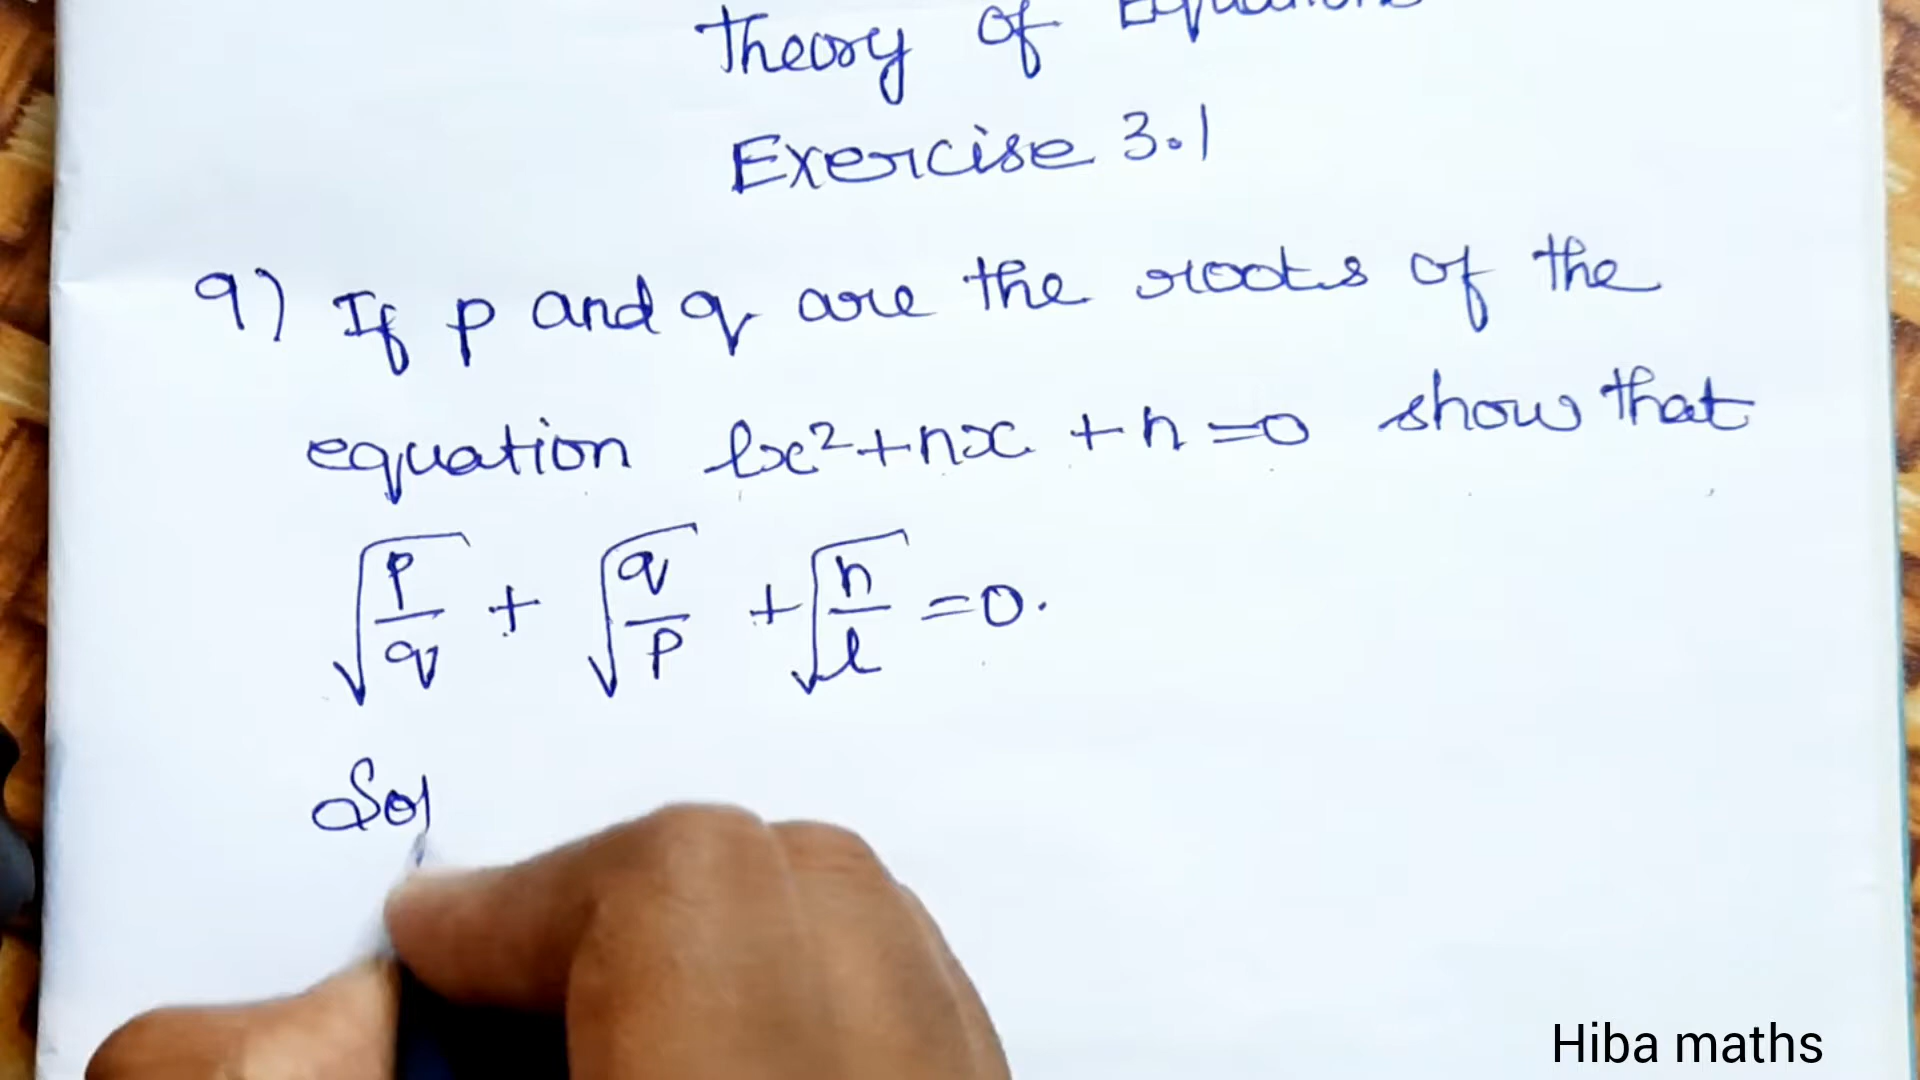 Theory of Equations
Exercise 3.1
9) If p and q are the roots of the
equation lx²+nx+n=0 show that
√(p/q) + √(q/p) + √(n/l) = 0.
Sol
Hiba maths